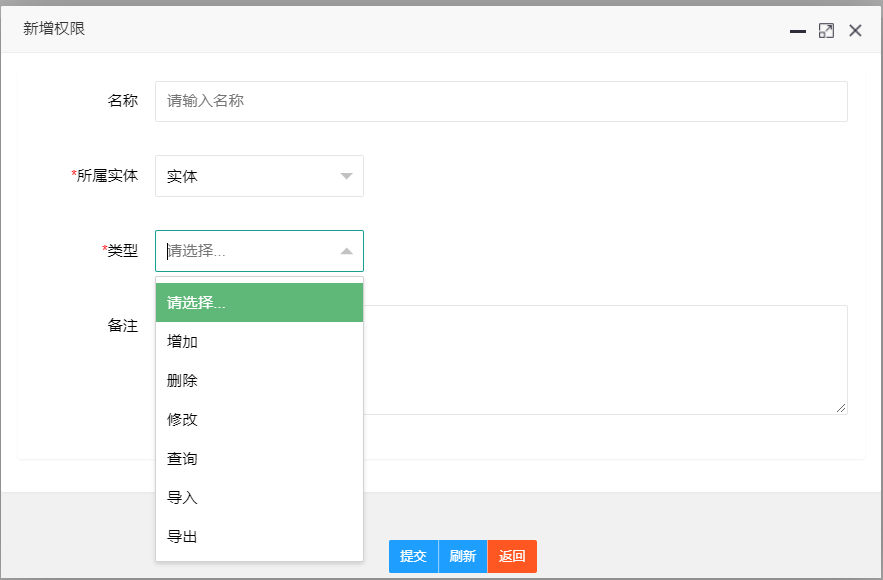 新增权限
名称
请输入名称
*所属实体
实体
*类型
请选择...
请选择...
增加
备注
删除
修改
查询
导入
导出
提交
刷新
返回